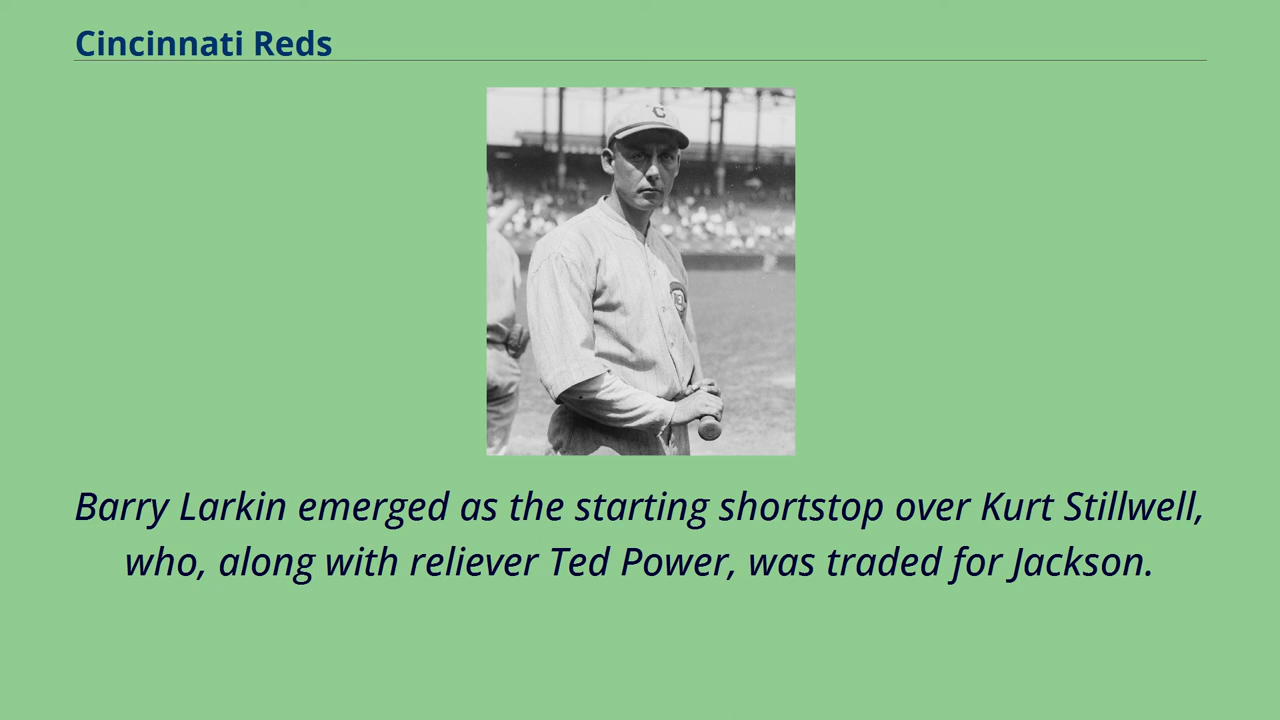 Cincinnati Reds
C
Barry Larkin emerged as the starting shortstop over Kurt Stillwell,
who, along with reliever Ted Power, was traded for Jackson.